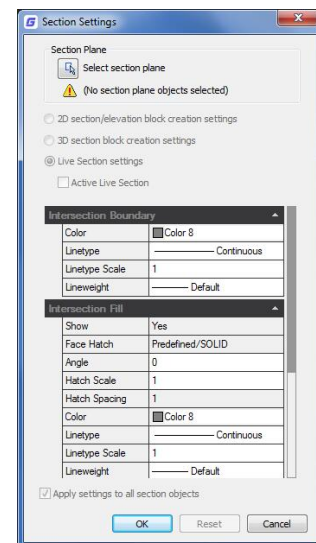 Section Settings
Section Plane
Select section plane
(No section plane objects selected)
2D section/elevation block creation settings
3D section block creation settings
Live Section settings
Active Live Section
Intersection Boundary
Color Color 8
Linetype Continuous
Linetype Scale 1
Lineweight Default
Intersection Fill
Show Yes
Face Hatch Predefined/SOLID
Angle 0
Hatch Scale 1
Hatch Spacing 1
Color Color 8
Linetype Continuous
Linetype Scale 1
Lineweight Default
Apply settings to all section objects
OK Reset Cancel